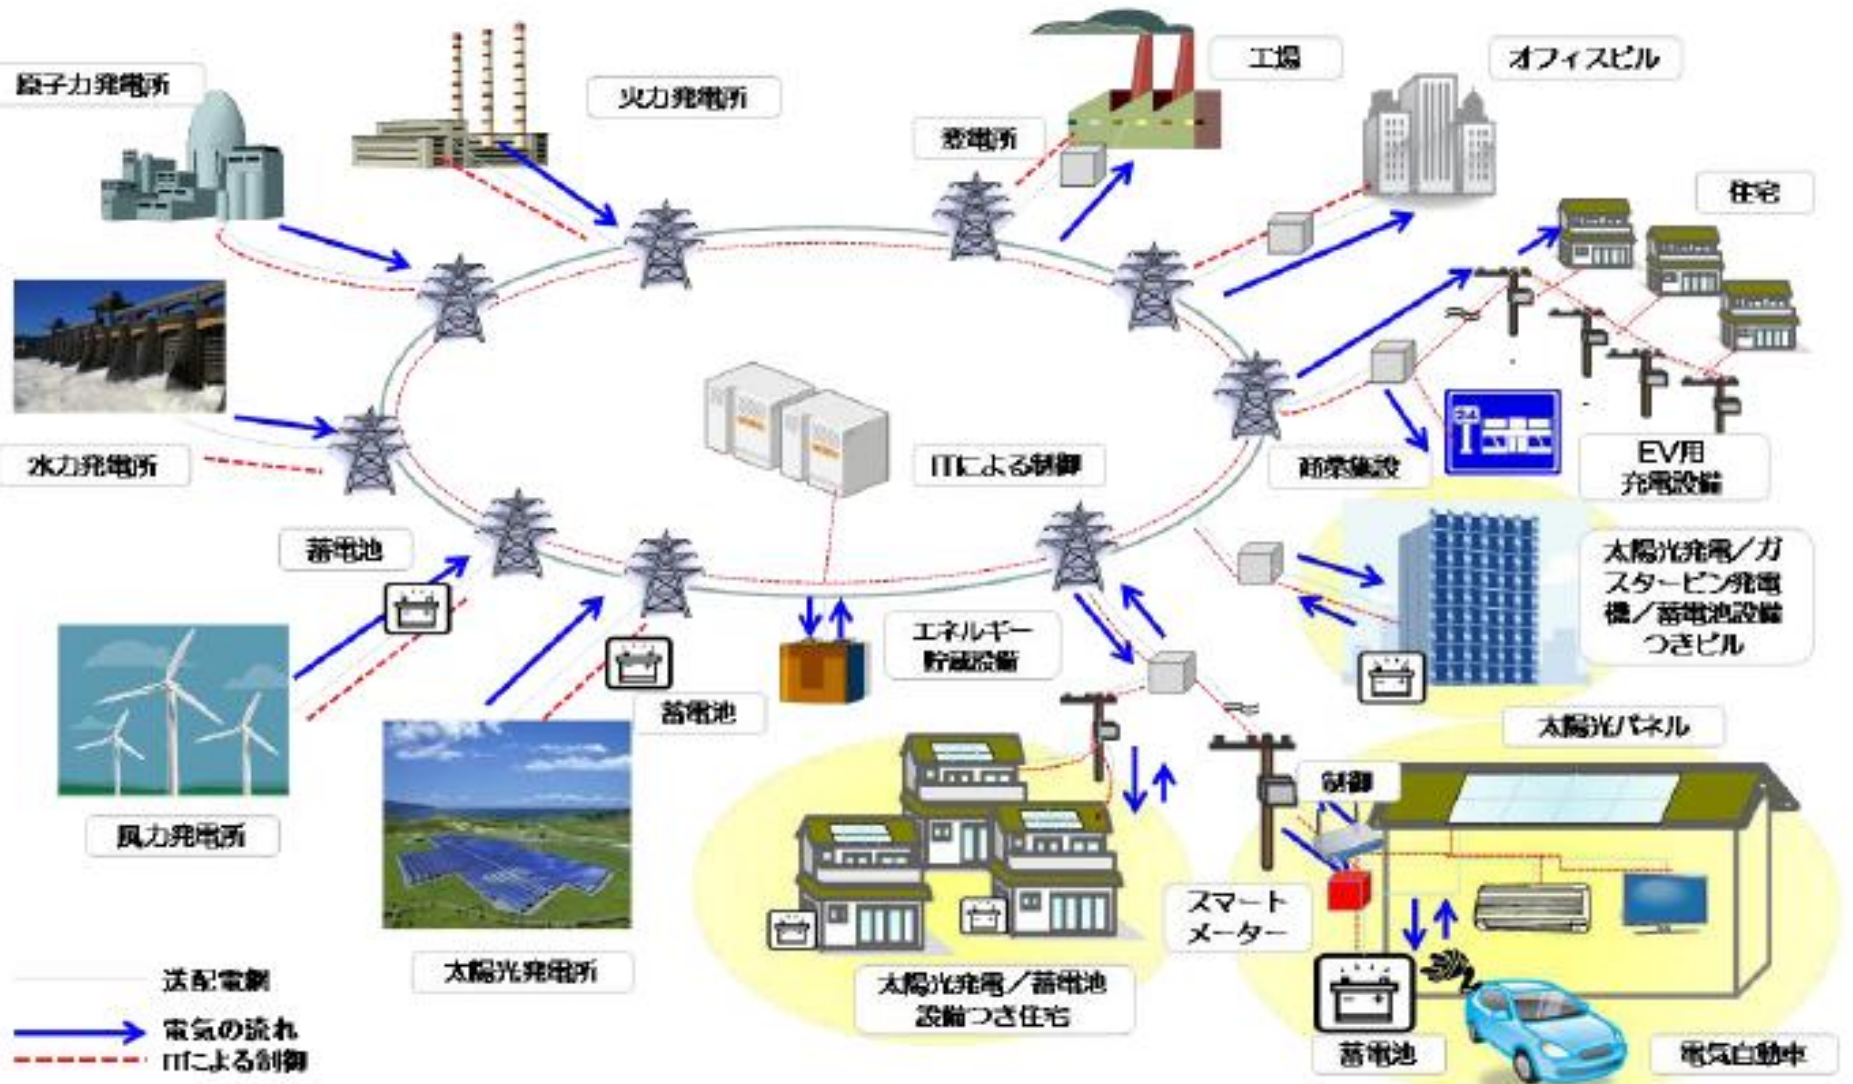 原子力発電所
火力発電所
変電所
工場
オフィスビル
住宅
水力発電所
ITによる制御
商業施設
EV用
充電設備
蓄電池
太陽光発電/ガ
スタービン発電
機/蓄電池設備
つきビル
エネルギー
貯蔵設備
蓄電池
太陽光パネル
制御
風力発電所
スマート
メーター
太陽光発電所
太陽光発電/蓄電池
設備つき住宅
蓄電池
電気自動車
送配電網
電気の流れ
ITによる制御